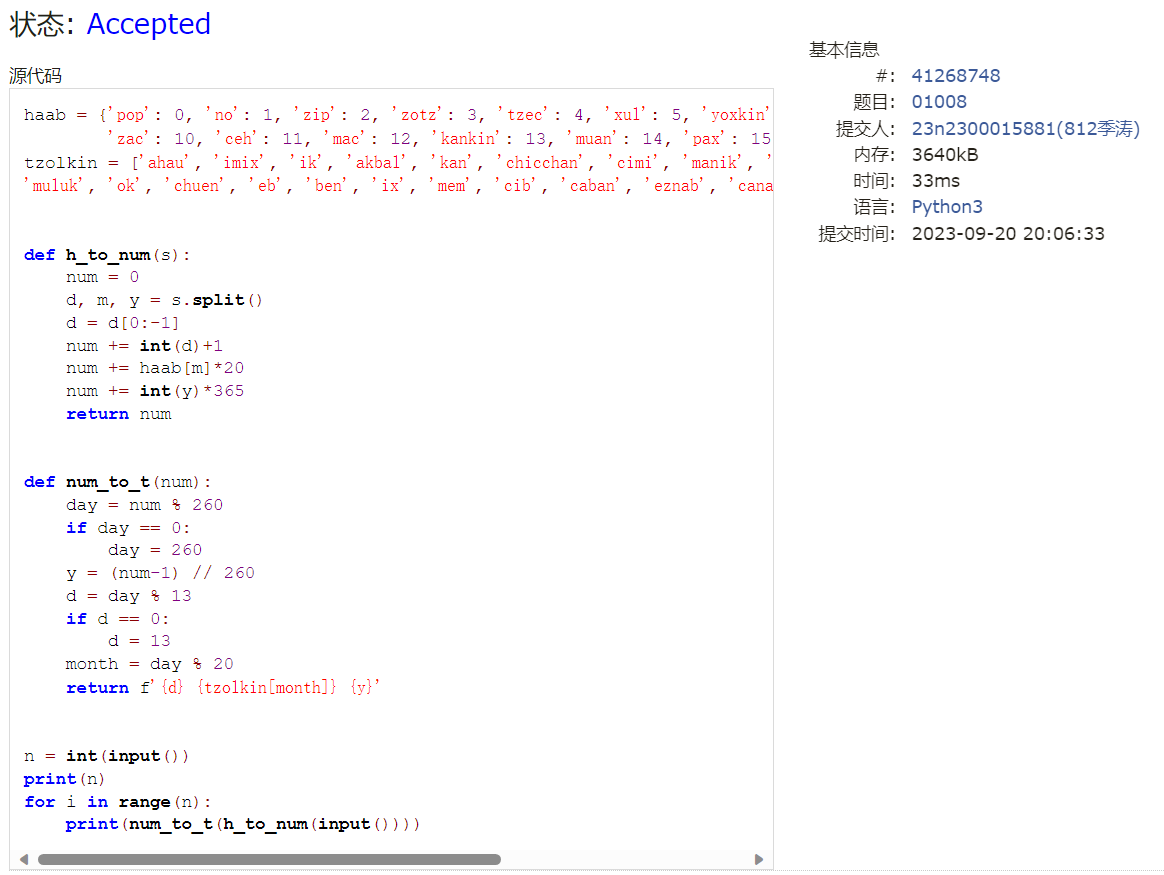 状态: Accepted
源代码
haab = {'pop': 0, 'no': 1, 'zip': 2, 'zotz': 3, 'tzec': 4, 'xul': 5, 'yoxkin'
'zac': 10, 'ceh': 11, 'mac': 12, 'kankin': 13, 'muan': 14, 'pax': 15
tzolkin = ['ahau', 'imix', 'ik', 'akbal', 'kan', 'chicchan', 'cimi', 'manik', '
'muluk', 'ok', 'chuen', 'eb', 'ben', 'ix', 'mem', 'cib', 'caban', 'eznab', 'cana
def h_to_num(s):
num = 0
d, m, y = s.split()
d = d[0:-1]
num += int(d)+1
num += haab[m]*20
num += int(y)*365
return num
def num_to_t(num):
day = num % 260
if day == 0:
day = 260
y = (num-1) // 260
d = day % 13
if d == 0:
d = 13
month = day % 20
return f'{d} {tzolkin[month]} {y}'
n = int(input())
print(n)
for i in range(n):
print(num_to_t(h_to_num(input())))
基本信息
#: 41268748
题目: 01008
提交人: 23n2300015881(812季涛)
内存: 3640kB
时间: 33ms
语言: Python3
提交时间: 2023-09-20 20:06:33